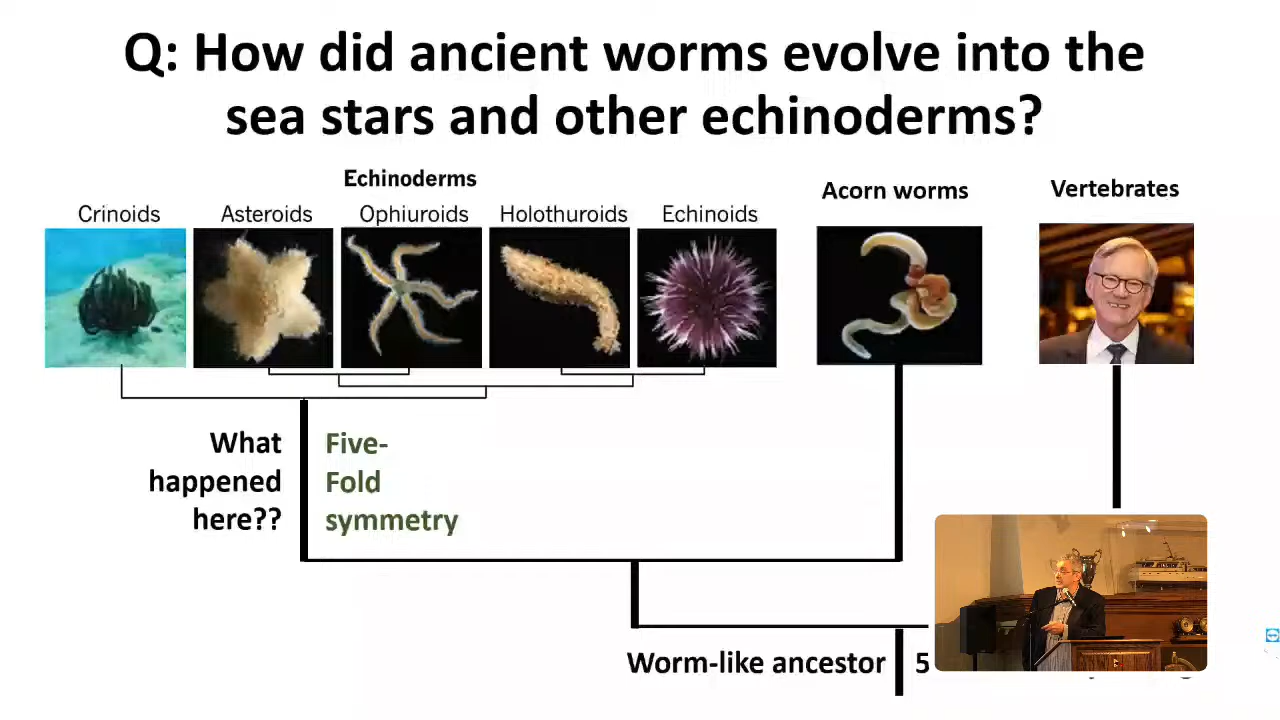 Q: How did ancient worms evolve into the
sea stars and other echinoderms?
Echinoderms
Crinoids
Asteroids
Ophiuroids
Holothuroids
Echinoids
Acorn worms
Vertebrates
What
happened
here??
Five-
Fold
symmetry
Worm-like ancestor
5